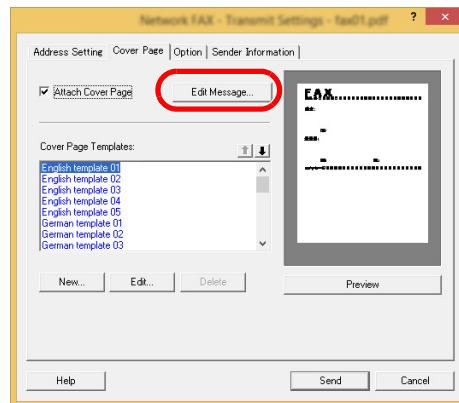 Network FAX - Transmit Settings - fax01.pdf
?
×
Address Setting
Cover Page
Option
Sender Information
Attach Cover Page
Edit Message...
FAX
Cover Page Templates:
English template 01
English template 02
English template 03
English template 04
English template 05
German template 01
German template 02
German template 03
New...
Edit...
Delete
Preview
Help
Send
Cancel